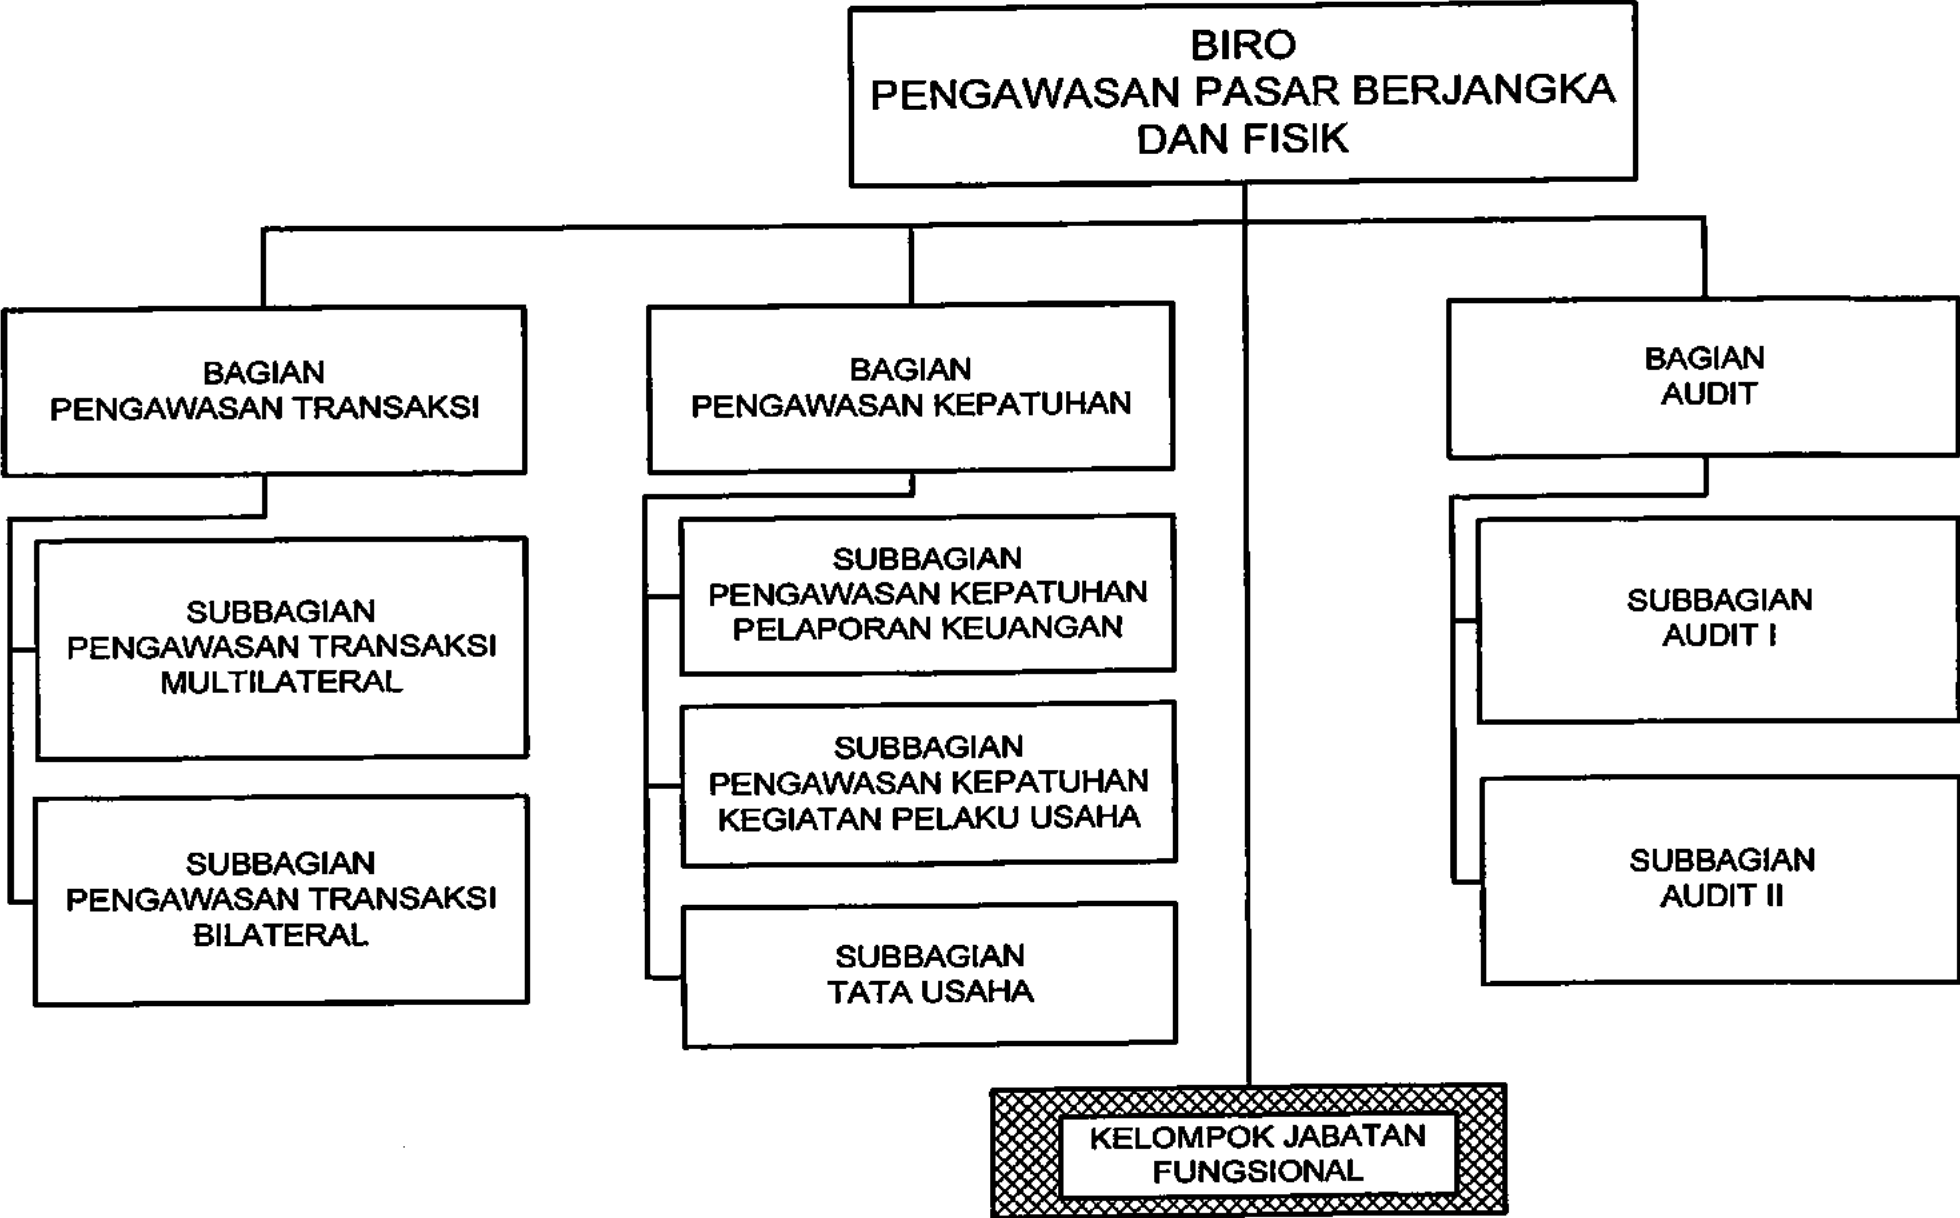 BIRO
PENGAWASAN PASAR BERJANGKA
DAN FISIK
BAGIAN
PENGAWASAN TRANSAKSI
SUBBAGIAN
PENGAWASAN TRANSAKSI
MULTILATERAL
SUBBAGIAN
PENGAWASAN TRANSAKSI
BILATERAL
BAGIAN
PENGAWASAN KEPATUHAN
SUBBAGIAN
PENGAWASAN KEPATUHAN
PELAPORAN KEUANGAN
SUBBAGIAN
PENGAWASAN KEPATUHAN
KEGIATAN PELAKU USAHA
SUBBAGIAN
TATA USAHA
BAGIAN
AUDIT
SUBBAGIAN
AUDIT I
SUBBAGIAN
AUDIT II
KELOMPOK JABATAN
FUNGSIONAL